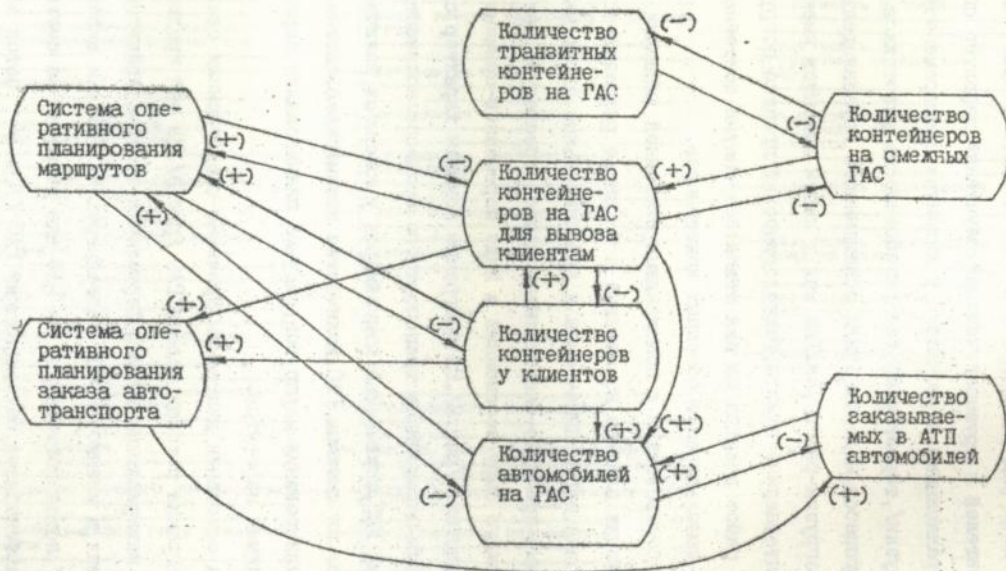 Количество
транзитных
контейне-
ров на ГАС
Система опе-
ративного
планирования
маршрутов
Количество
контейне-
ров на ГАС
для вывоза
клиентам
Количество
контейнеров
на смежных
ГАС
Система опе-
ративного
планирования
заказа авто-
транспорта
Количество
контейнеров
у клиентов
Количество
автомобилей
на ГАС
Количество
заказывае-
мых в АТП
автомобилей
(-)
(-)
(+)
(-)
(+)
(+)
(-)
(+)
(+)
(-)
(+)
(-)
(+)
(-)
(+)
(+)
(-)
(+)
(-)
(+)